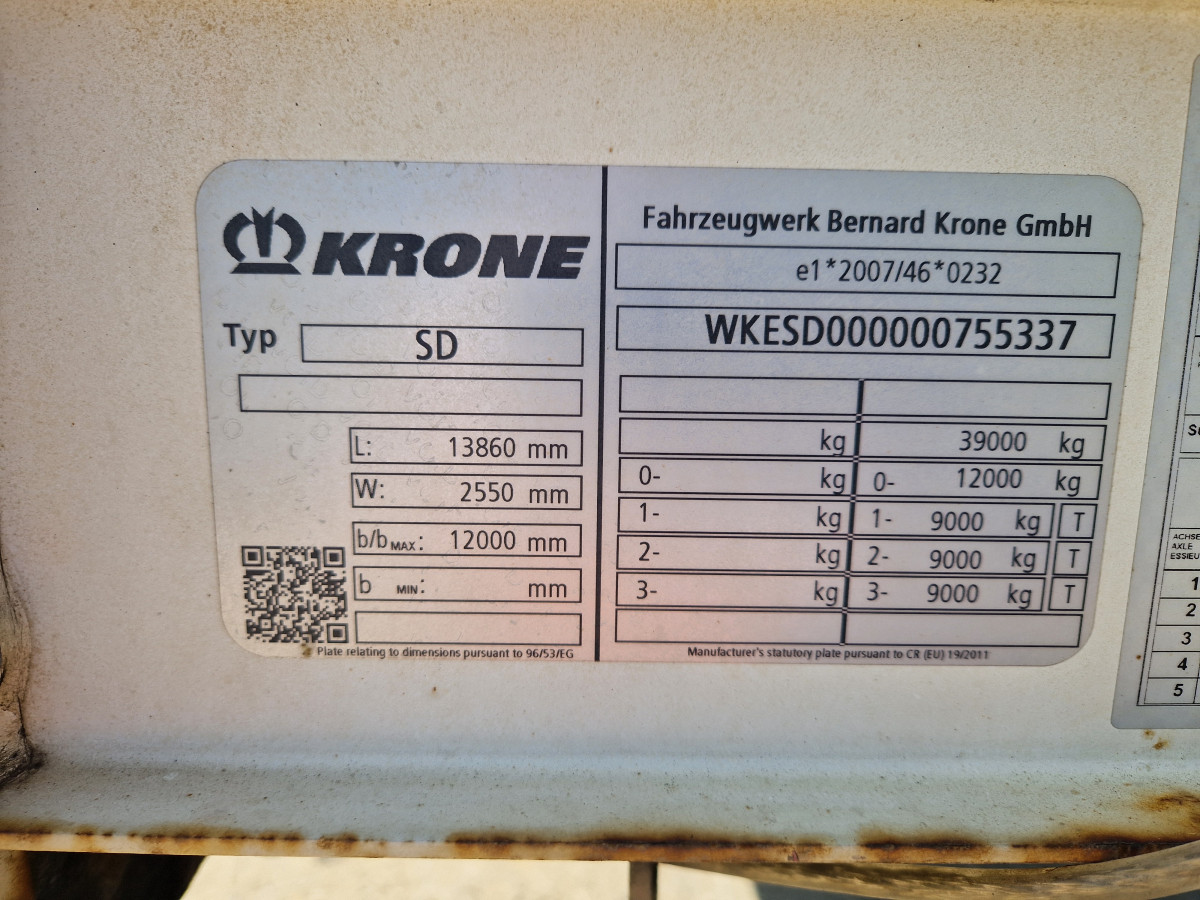 KRONE
Typ SD
L: 13860 mm
W: 2550 mm
b/b MAX: 12000 mm
b MIN: mm
Plate relating to dimensions pursuant to 96/53/EG
Fahrzeugwerk Bernard Krone GmbH
e1*2007/46*0232
WKESD000000755337
kg 39000 kg
0- kg 0- 12000 kg
1- kg 1- 9000 kg T
2- kg 2- 9000 kg T
3- kg 3- 9000 kg T
Manufacturer's statutory plate pursuant to CR (EU) 19/2011
ACHSE
AXLE
ESSIEU
1
2
3
4
5